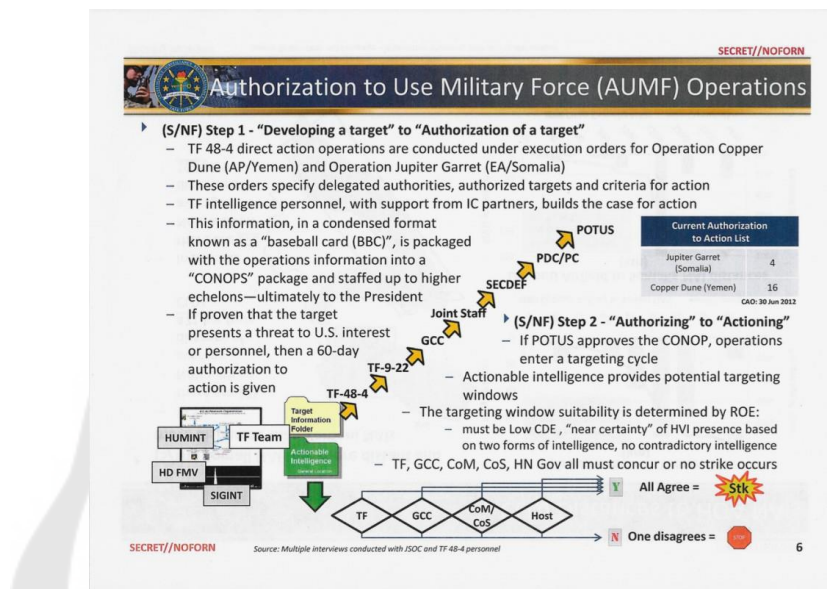 SECRET//NOFORN
Authorization to Use Military Force (AUMF) Operations
(S/NF) Step 1 - “Developing a target” to “Authorization of a target”
– TF 48-4 direct action operations are conducted under execution orders for Operation Copper
Dune (AP/Yemen) and Operation Jupiter Garret (EA/Somalia)
– These orders specify delegated authorities, authorized targets and criteria for action
– TF intelligence personnel, with support from IC partners, builds the case for action
– This information, in a condensed format
known as a “baseball card (BBC)”, is packaged
with the operations information into a
“CONOPS” package and staffed up to higher
echelons—ultimately to the President
– If proven that the target
presents a threat to U.S. interest
or personnel, then a 60-day
authorization to
action is given
POTUS
PDC/PC
SECDEF
Joint Staff
GCC
TF-9-22
TF-48-4
Current Authorization
to Action List
Jupiter Garret
(Somalia)
4
Copper Dune (Yemen)
16
CAO: 30 Jun 2012
(S/NF) Step 2 - “Authorizing” to “Actioning”
– If POTUS approves the CONOP, operations
enter a targeting cycle
– Actionable intelligence provides potential targeting
windows
– The targeting window suitability is determined by ROE:
– must be Low CDE , “near certainty” of HVI presence based
on two forms of intelligence, no contradictory intelligence
– TF, GCC, CoM, CoS, HN Gov all must concur or no strike occurs
Target
Information
Folder
Actionable
Intelligence
HUMINT
TF Team
HD FMV
SIGINT
TF
GCC
CoM/
CoS
Host
Y
All Agree =
Stk
N
One disagrees =
STOP
SECRET//NOFORN
Source: Multiple interviews conducted with JSOC and TF 48-4 personnel
6